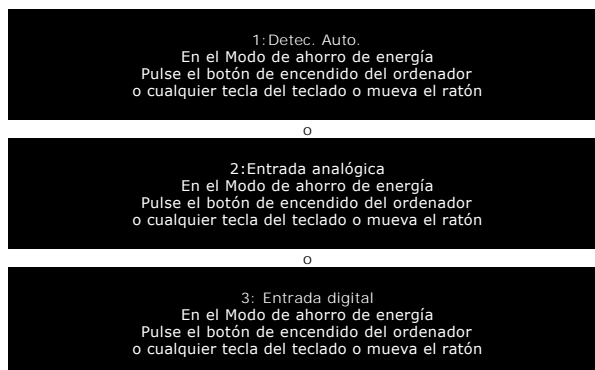 1:Detec. Auto.
En el Modo de ahorro de energía
Pulse el botón de encendido del ordenador
o cualquier tecla del teclado o mueva el ratón
o
2:Entrada analógica
En el Modo de ahorro de energía
Pulse el botón de encendido del ordenador
o cualquier tecla del teclado o mueva el ratón
o
3: Entrada digital
En el Modo de ahorro de energía
Pulse el botón de encendido del ordenador
o cualquier tecla del teclado o mueva el ratón